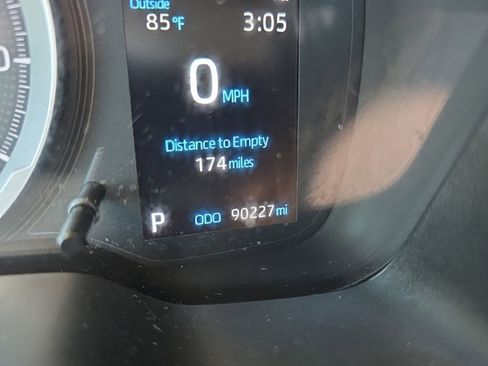 Outside
85°F 3:05
0 MPH
Distance to Empty
174 miles
P ODO 90227 mi